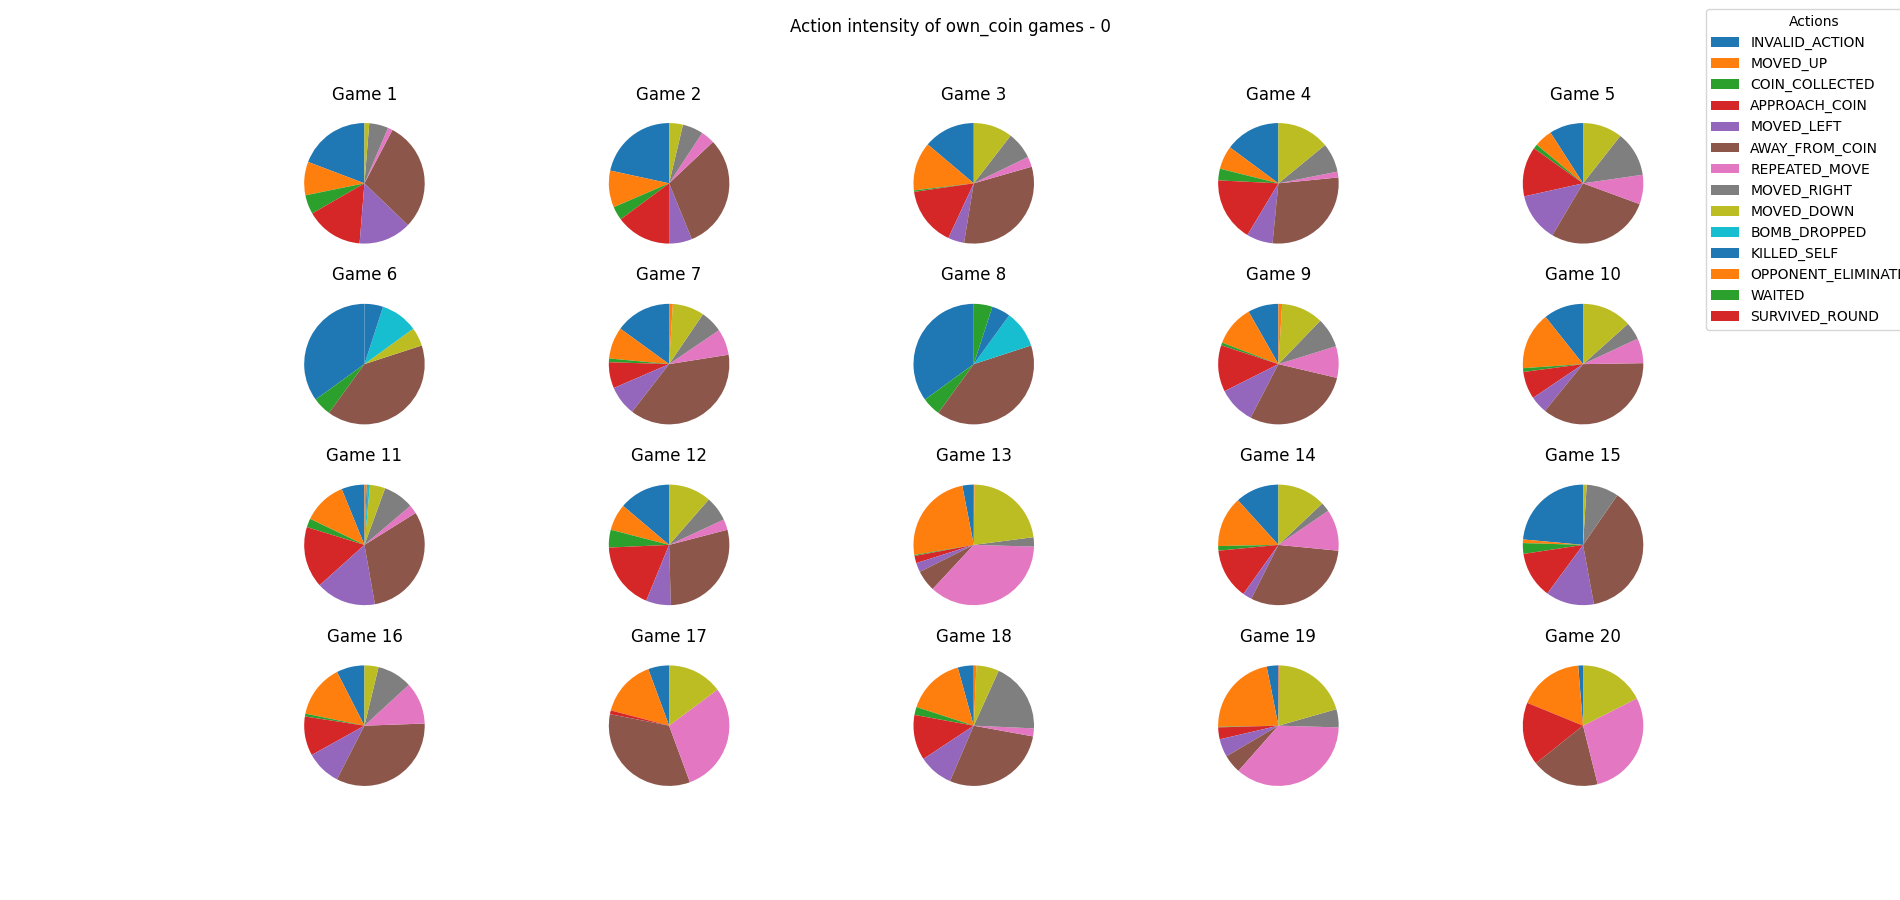 Action intensity of own_coin games - 0
Actions
INVALID_ACTION
MOVED_UP
COIN_COLLECTED
APPROACH_COIN
MOVED_LEFT
AWAY_FROM_COIN
REPEATED_MOVE
MOVED_RIGHT
MOVED_DOWN
BOMB_DROPPED
KILLED_SELF
OPPONENT_ELIMINATE
WAITED
SURVIVED_ROUND
Game 1
Game 2
Game 3
Game 4
Game 5
Game 6
Game 7
Game 8
Game 9
Game 10
Game 11
Game 12
Game 13
Game 14
Game 15
Game 16
Game 17
Game 18
Game 19
Game 20